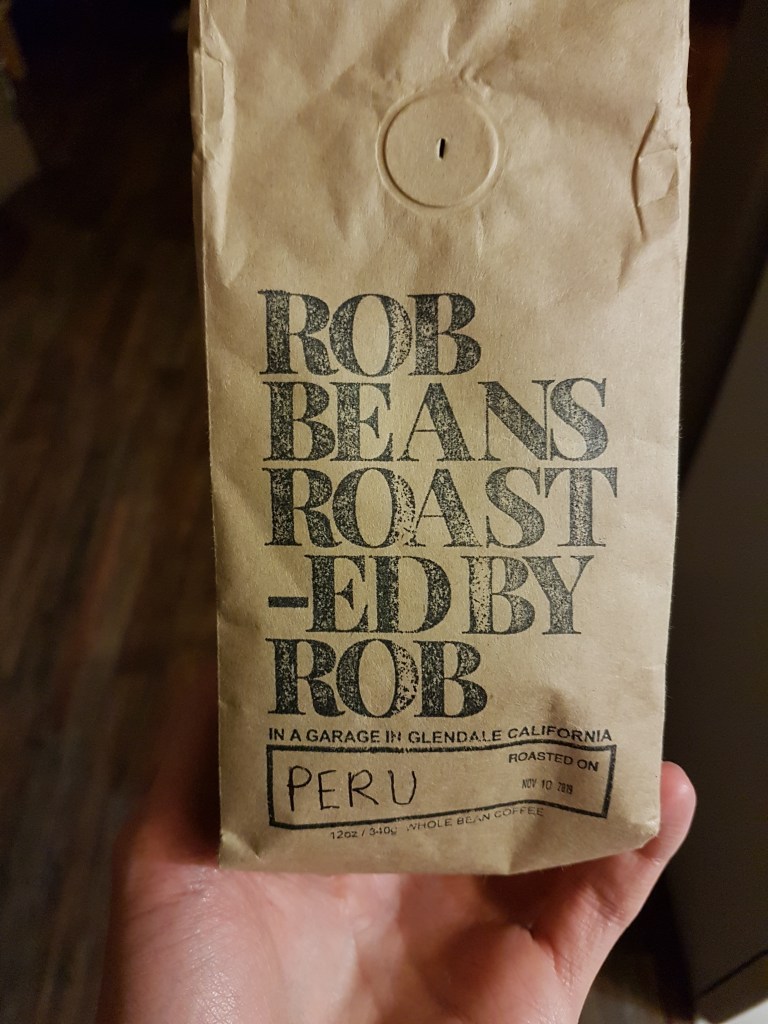 ROB
BEANS
ROAST
-ED BY
ROB
IN A GARAGE IN GLENDALE CALIFORNIA
ROASTED ON
PERU
NOV 10 2019
12oz / 340g WHOLE BEAN COFFEE